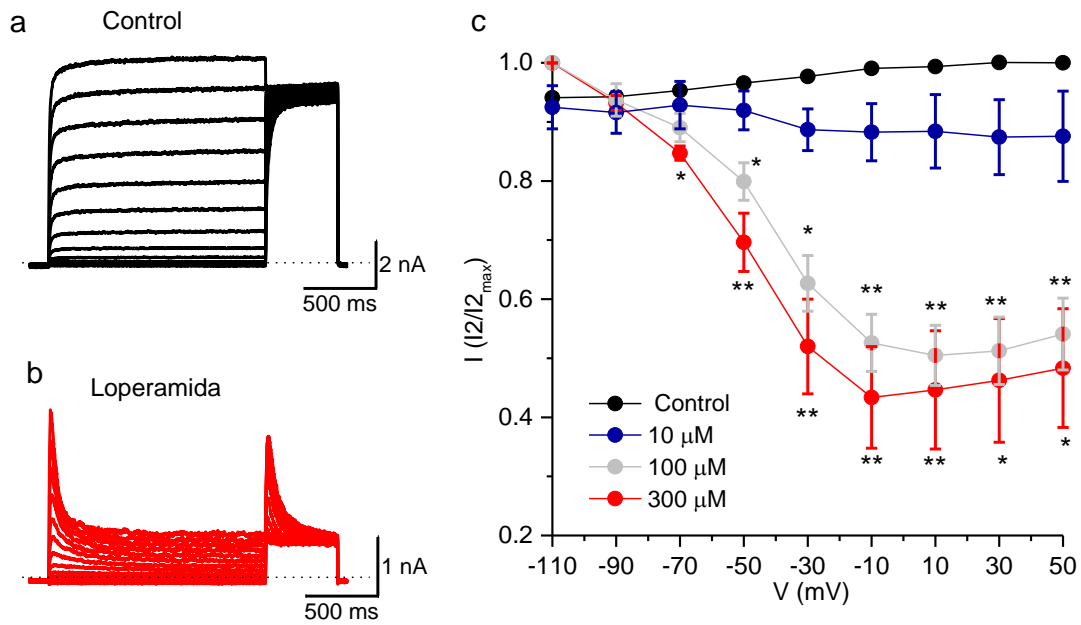 a
Control
2 nA
500 ms
b
Loperamida
1 nA
500 ms
c
I (I2/I2max)
1.0
0.8
0.6
0.4
0.2
* * ** * ** ** ** ** ** ** * ** *
Control
10 μM
100 μM
300 μM
-110 -90 -70 -50 -30 -10 10 30 50
V (mV)